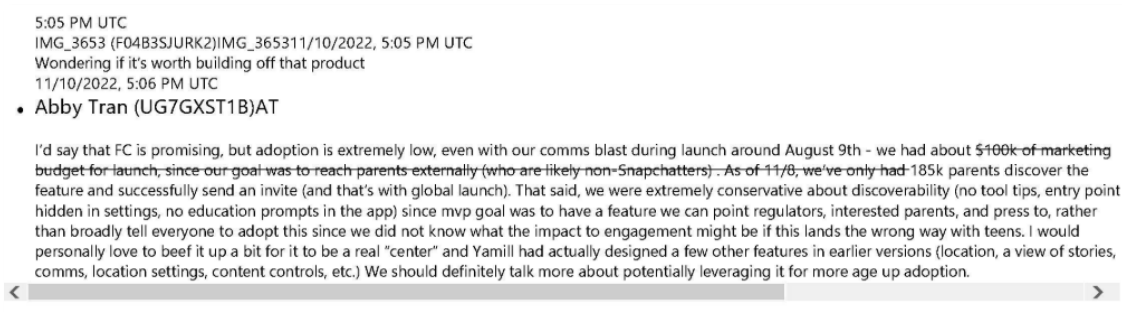 5:05 PM UTC
IMG_3653 (F04B3SJURK2)IMG_365311/10/2022, 5:05 PM UTC
Wondering if it's worth building off that product
11/10/2022, 5:06 PM UTC
• Abby Tran (UG7GXST1B)AT
I'd say that FC is promising, but adoption is extremely low, even with our comms blast during launch around August 9th - we had about $100k of marketing
budget for launch, since our goal was to reach parents externally (who are likely non-Snapchatters) . As of 11/8, we've only had 185k parents discover the
feature and successfully send an invite (and that's with global launch). That said, we were extremely conservative about discoverability (no tool tips, entry point
hidden in settings, no education prompts in the app) since mvp goal was to have a feature we can point regulators, interested parents, and press to, rather
than broadly tell everyone to adopt this since we did not know what the impact to engagement might be if this lands the wrong way with teens. I would
personally love to beef it up a bit for it to be a real "center" and Yamill had actually designed a few other features in earlier versions (location, a view of stories,
comms, location settings, content controls, etc.) We should definitely talk more about potentially leveraging it for more age up adoption.